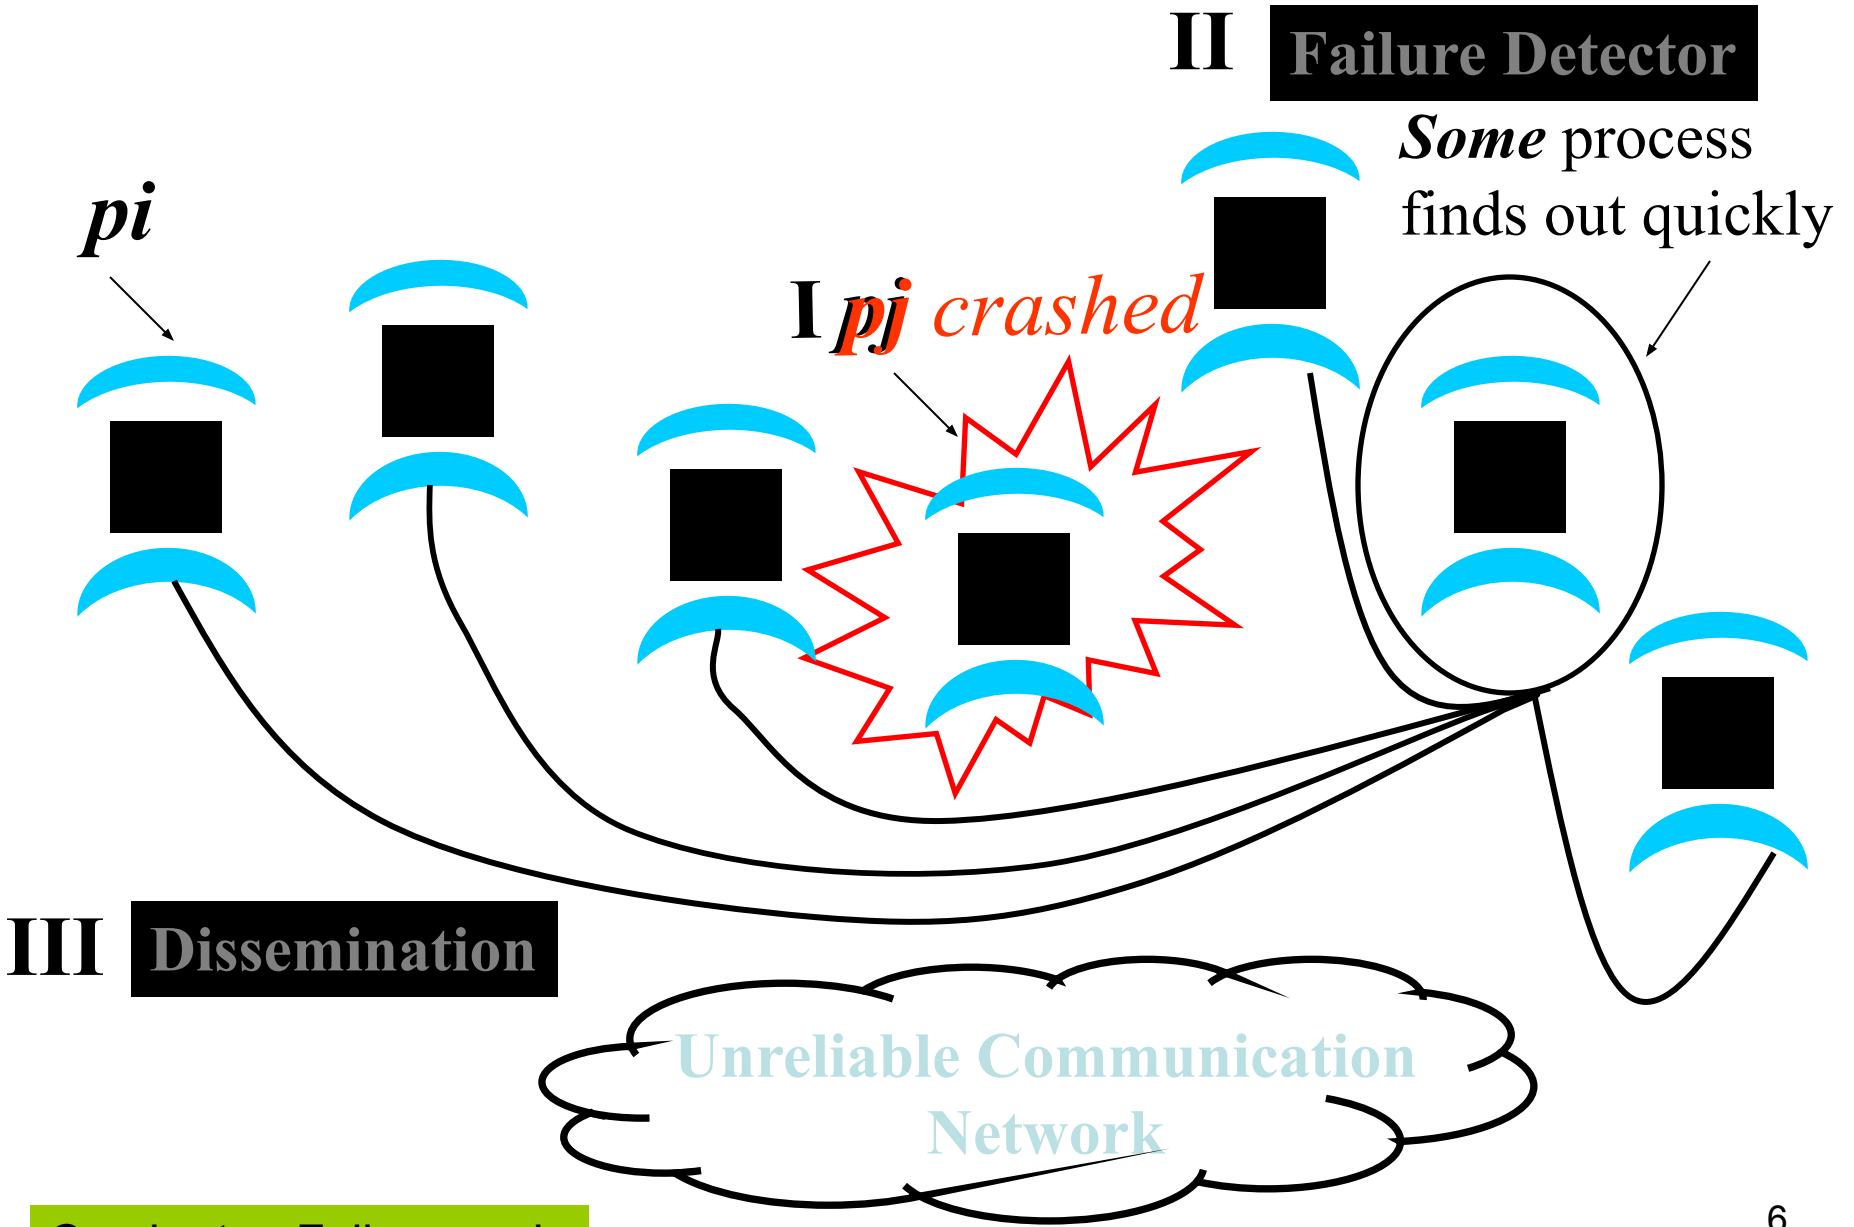 II Failure Detector
Some process
finds out quickly
pi
I pj crashed
III Dissemination
Unreliable Communication
Network
6